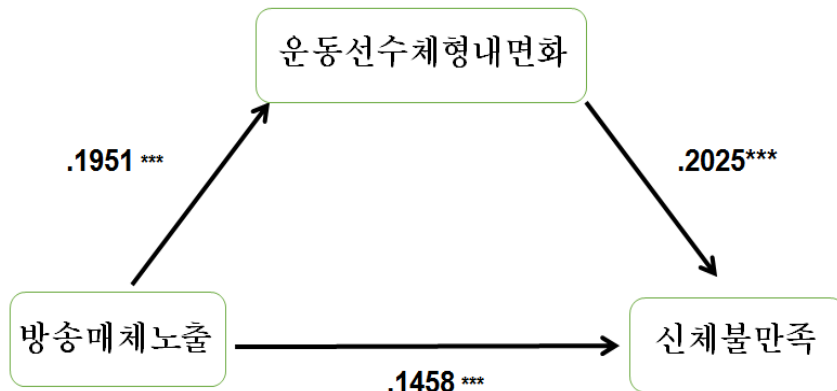 운동선수체형내면화
.1951 ***
.2025***
방송매체노출
신체불만족
.1458 ***